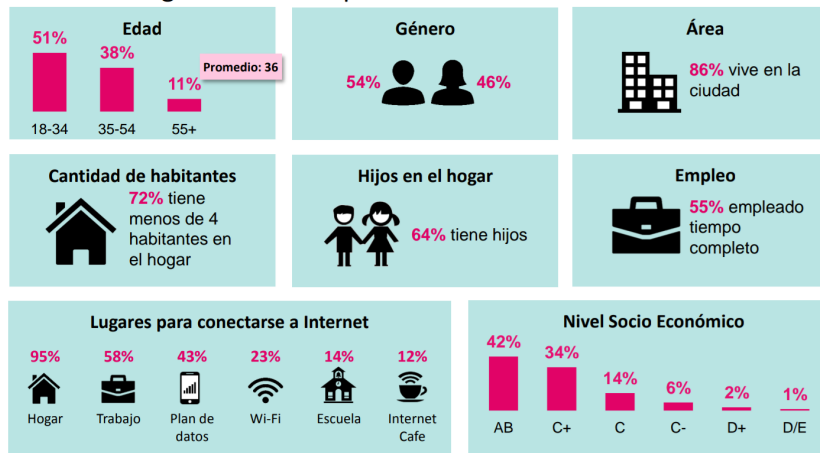 Edad
51%
38%
11%
Promedio: 36
18-34 35-54 55+
Género
54% 46%
Área
86% vive en la
ciudad
Cantidad de habitantes
72% tiene
menos de 4
habitantes en
el hogar
Hijos en el hogar
64% tiene hijos
Empleo
55% empleado
tiempo
completo
Lugares para conectarse a Internet
95% 58% 43% 23% 14% 12%
Hogar Trabajo Plan de Wi-Fi Escuela Internet
datos Cafe
Nivel Socio Económico
42%
34%
14%
6%
2%
1%
AB C+ C C- D+ D/E